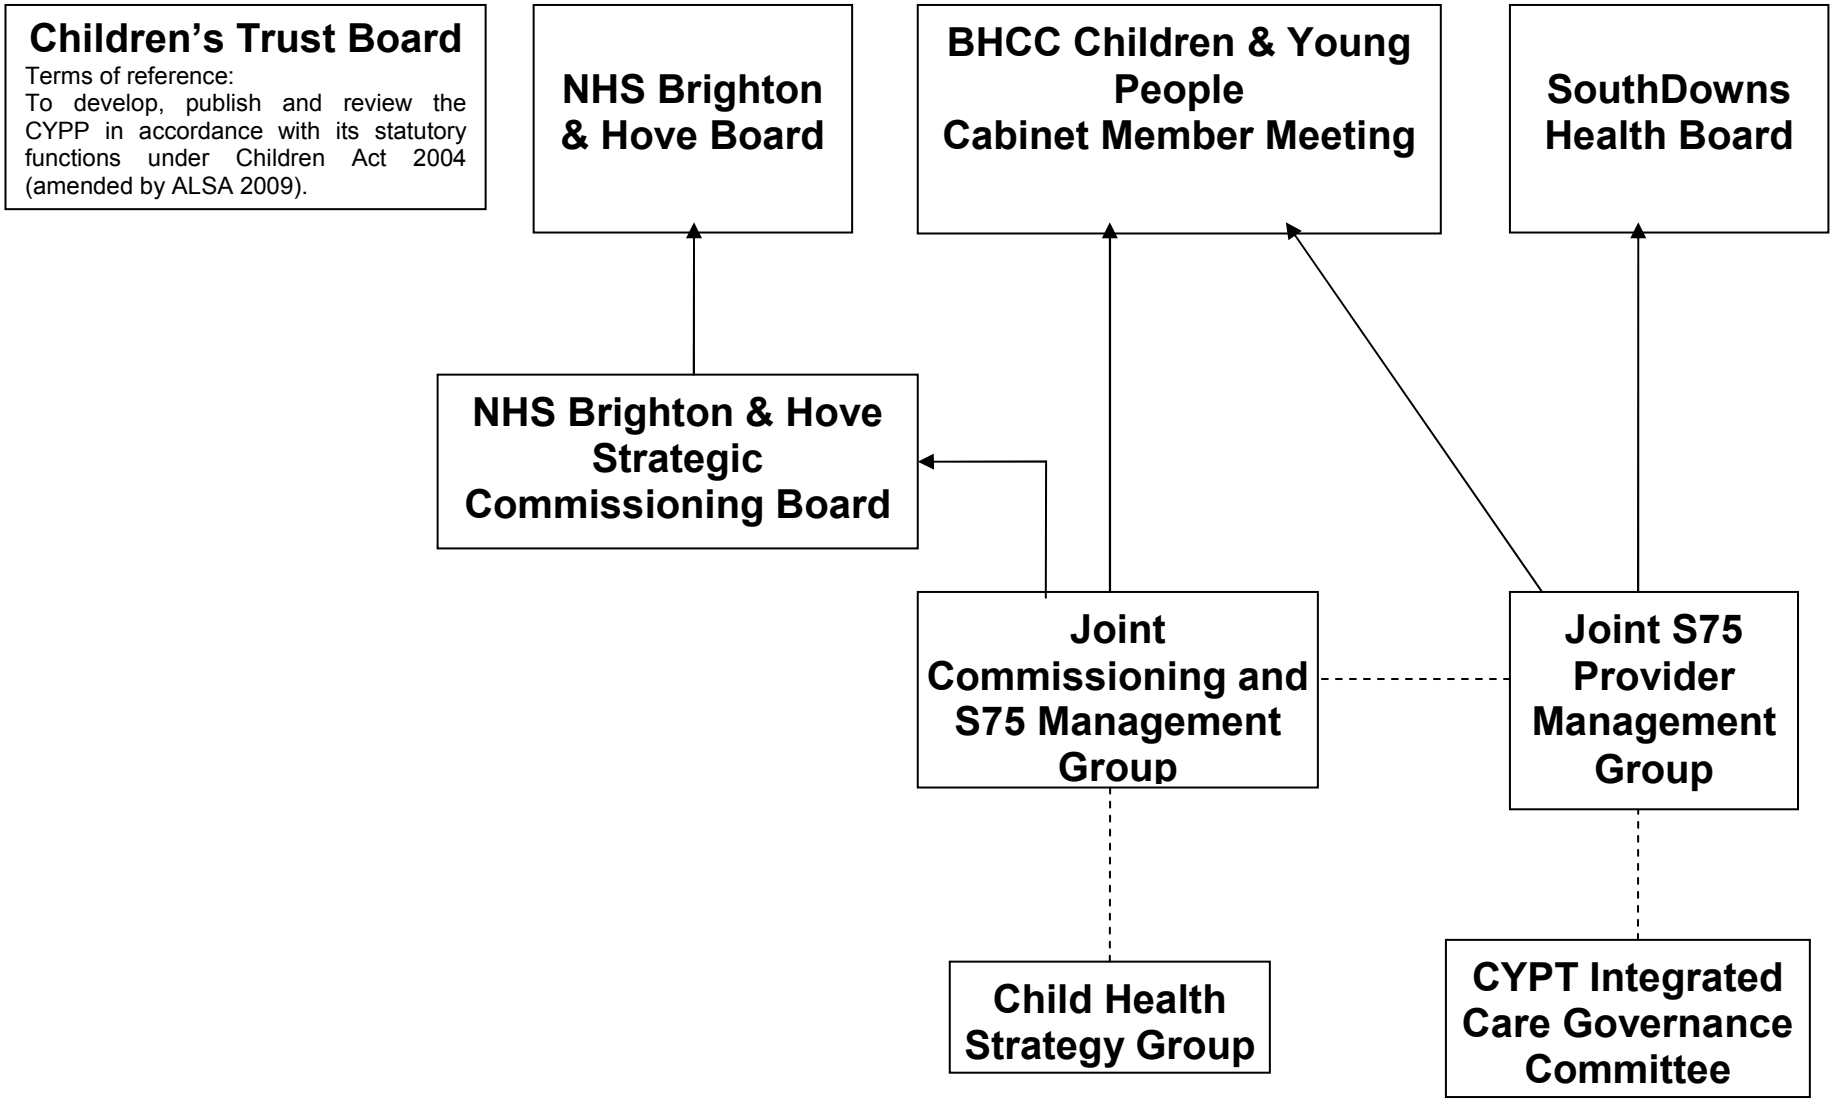 Children’s Trust Board
Terms of reference:
To develop, publish and review the
CYPP in accordance with its statutory
functions under Children Act 2004
(amended by ALSA 2009).
NHS Brighton
& Hove Board
BHCC Children & Young
People
Cabinet Member Meeting
SouthDowns
Health Board
NHS Brighton & Hove
Strategic
Commissioning Board
Joint
Commissioning and
S75 Management
Group
Joint S75
Provider
Management
Group
Child Health
Strategy Group
CYPT Integrated
Care Governance
Committee